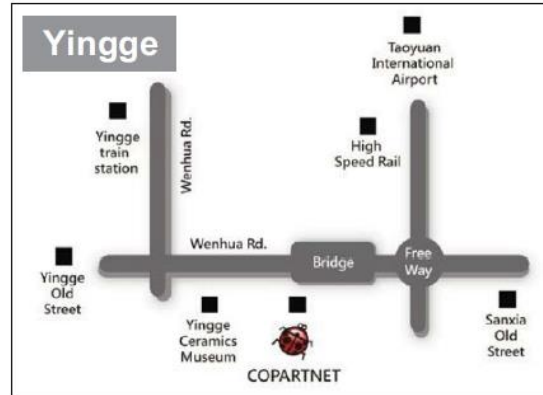 Yingge
Taoyuan
International
Airport
Yingge
train
station
Wenhua Rd.
High
Speed Rail
Wenhua Rd.
Bridge
Free
Way
Yingge
Old
Street
Yingge
Ceramics
Museum
COPARTNET
Sanxia
Old
Street